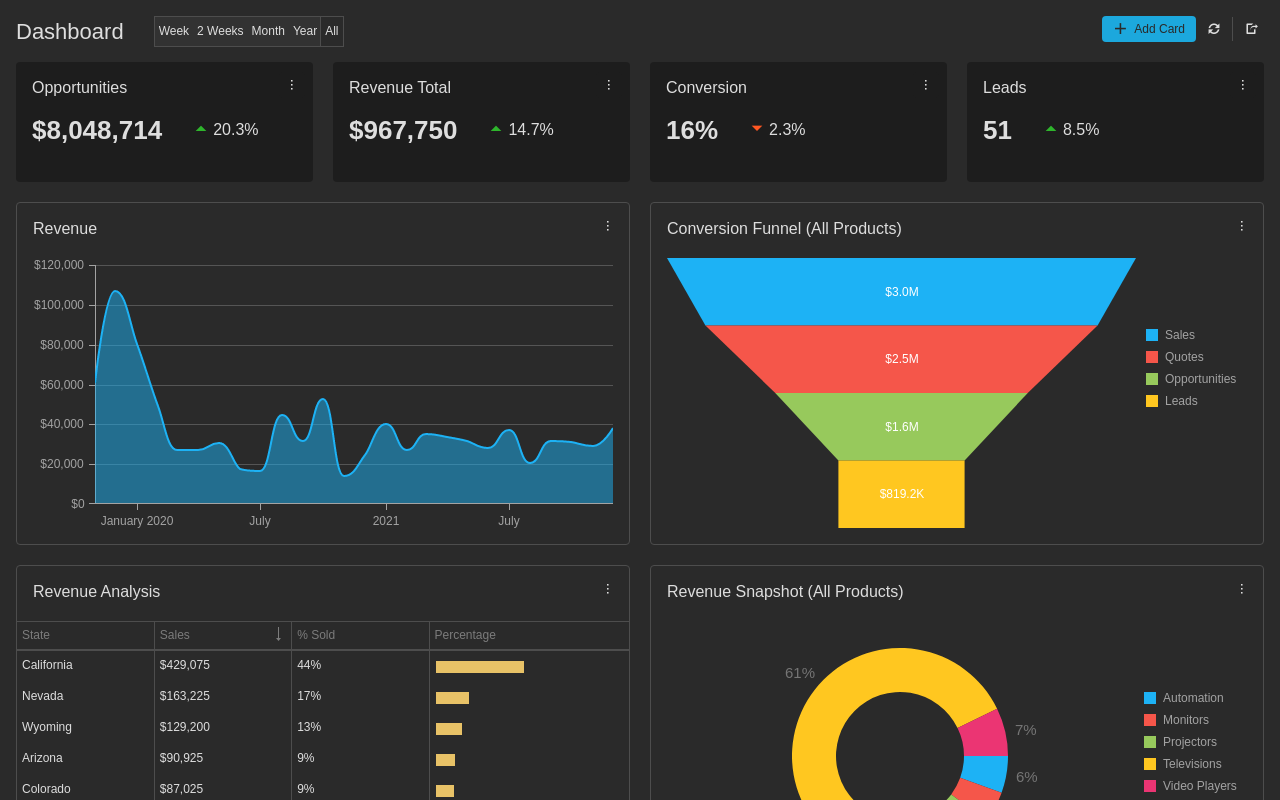 Dashboard
Week 2 Weeks Month Year All
Add Card
Opportunities
$8,048,714 20.3%
Revenue Total
$967,750 14.7%
Conversion
16% 2.3%
Leads
51 8.5%
Revenue
$120,000
$100,000
$80,000
$60,000
$40,000
$20,000
$0
January 2020 July 2021 July
Conversion Funnel (All Products)
$3.0M
$2.5M
$1.6M
$819.2K
Sales
Quotes
Opportunities
Leads
Revenue Analysis
State Sales % Sold Percentage
California $429,075 44%
Nevada $163,225 17%
Wyoming $129,200 13%
Arizona $90,925 9%
Colorado $87,025 9%
Revenue Snapshot (All Products)
61%
7%
6%
Automation
Monitors
Projectors
Televisions
Video Players